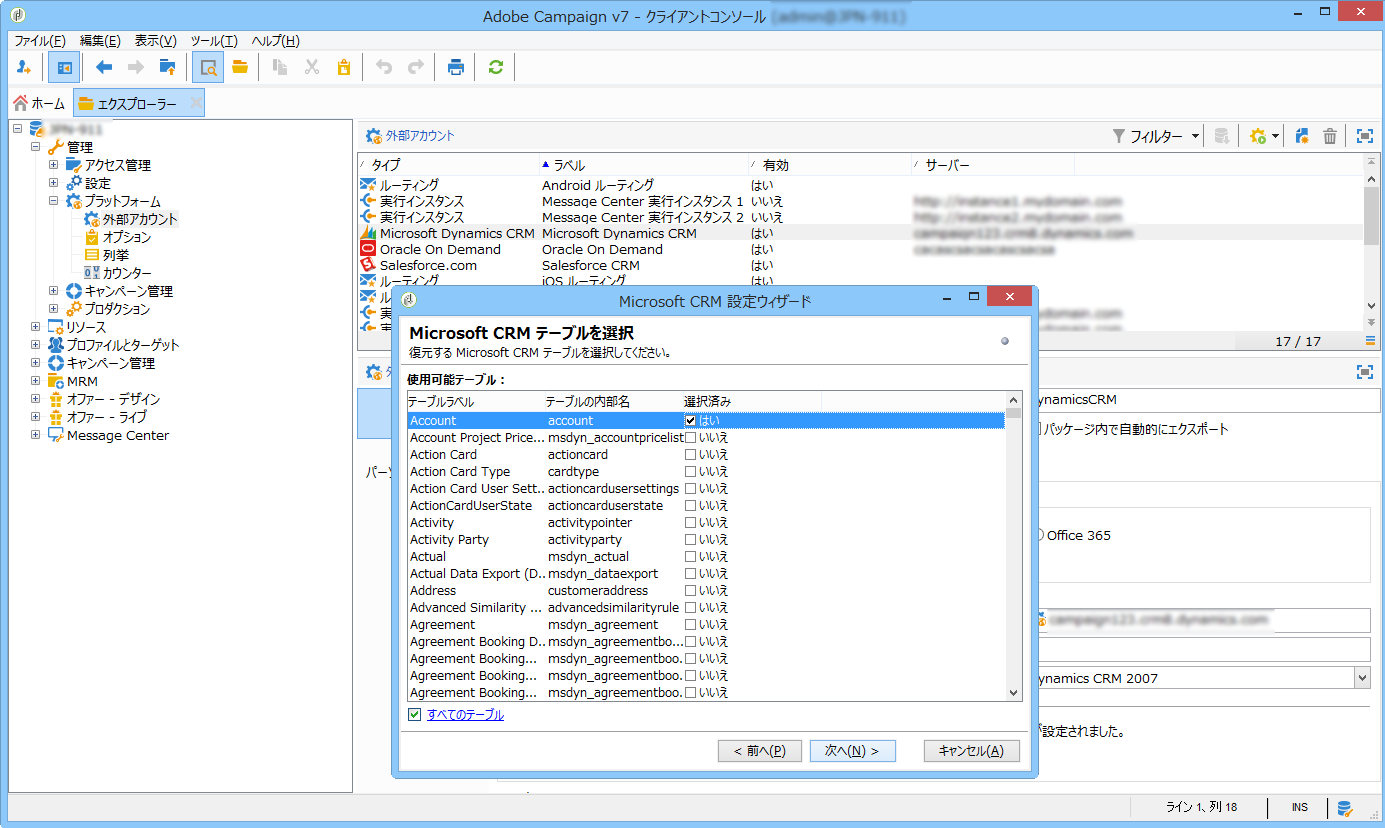 Adobe Campaign v7 - クライアントコンソール
ファイル(F) 編集(E) 表示(V) ツール(T) ヘルプ(H)
ホーム エクスプローラー
管理
アクセス管理
設定
プラットフォーム
外部アカウント
オプション
列挙
カウンター
キャンペーン管理
プロダクション
リソース
プロファイルとターゲット
キャンペーン管理
MRM
オファー - デザイン
オファー - ライブ
Message Center
外部アカウント フィルター
タイプ ラベル 有効 サーバー
ルーティング Android ルーティング はい
実行インスタンス Message Center 実行インスタンス 1 いいえ
実行インスタンス Message Center 実行インスタンス 2 いいえ
Microsoft Dynamics CRM Microsoft Dynamics CRM はい
Oracle On Demand Oracle On Demand はい
Salesforce.com Salesforce CRM はい
ルーティング iOS ルーティング はい
17 / 17
ynamicsCRM
パッケージ内で自動的にエクスポート
Office 365
ynamics CRM 2007
が設定されました。
Microsoft CRM 設定ウィザード
Microsoft CRM テーブルを選択
復元する Microsoft CRM テーブルを選択してください。
使用可能テーブル：
テーブルラベル テーブルの内部名 選択済み
Account account はい
Account Project Price... msdyn_accountpricelist いいえ
Action Card actioncard いいえ
Action Card Type cardtype いいえ
Action Card User Sett.. actioncardusersettings いいえ
ActionCardUserState actioncarduserstate いいえ
Activity activitypointer いいえ
Activity Party activityparty いいえ
Actual msdyn_actual いいえ
Actual Data Export (D.. msdyn_dataexport いいえ
Address customeraddress いいえ
Advanced Similarity ... advancedsimilarityrule いいえ
Agreement msdyn_agreement いいえ
Agreement Booking D.. msdyn_agreementbo... いいえ
Agreement Booking... msdyn_agreementboo. いいえ
Agreement Booking... msdyn_agreementboo. いいえ
Agreement Booking... msdyn_agreementboo. いいえ
すべてのテーブル
< 前へ(P) 次へ(N) > キャンセル(A)
ライン 1、列 18 INS